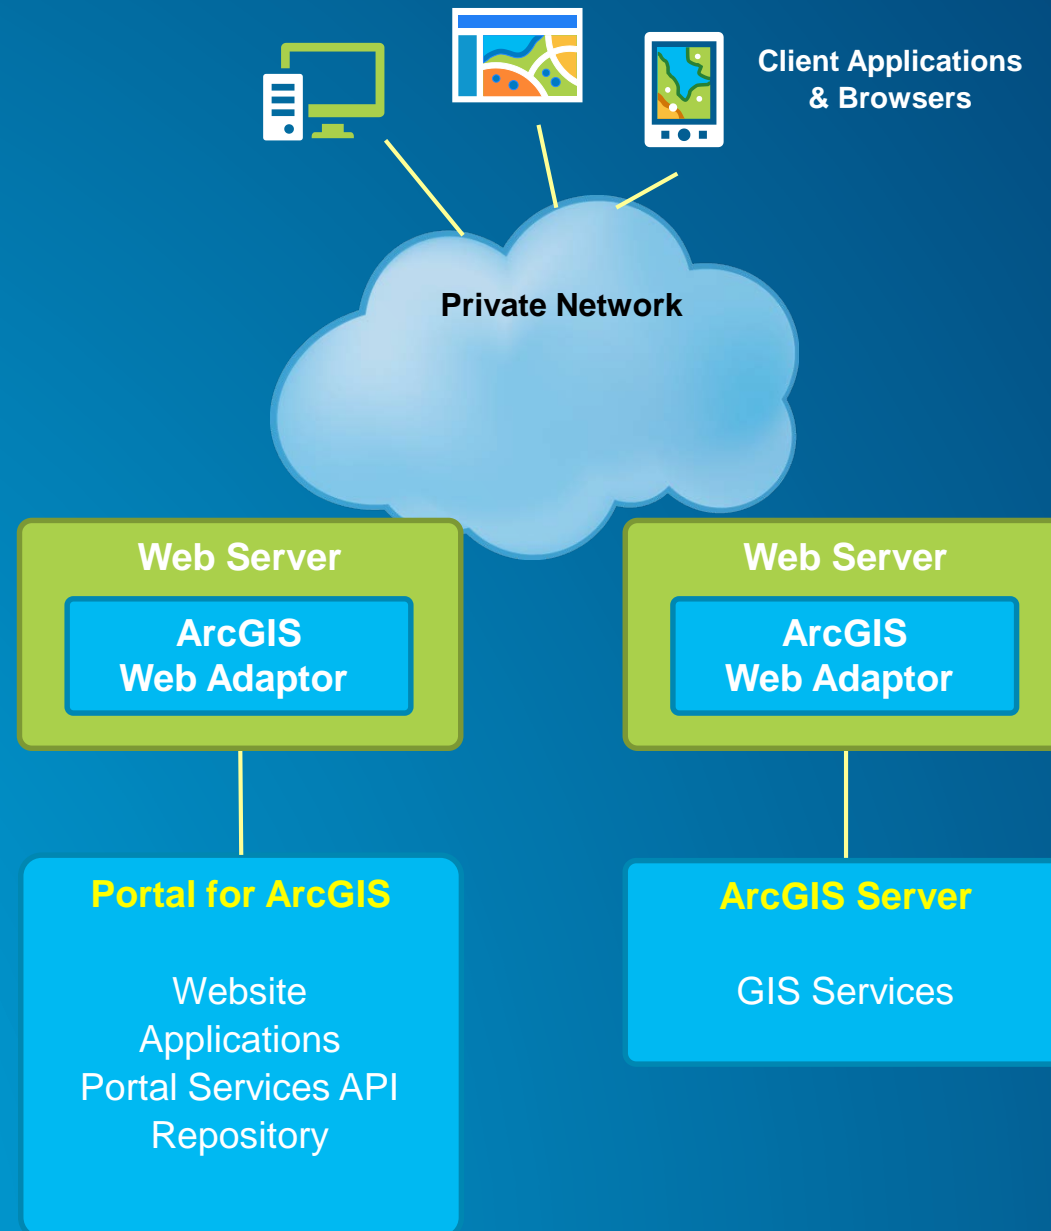 Client Applications
& Browsers
Private Network
Web Server
ArcGIS
Web Adaptor
Web Server
ArcGIS
Web Adaptor
Portal for ArcGIS
Website
Applications
Portal Services API
Repository
ArcGIS Server
GIS Services